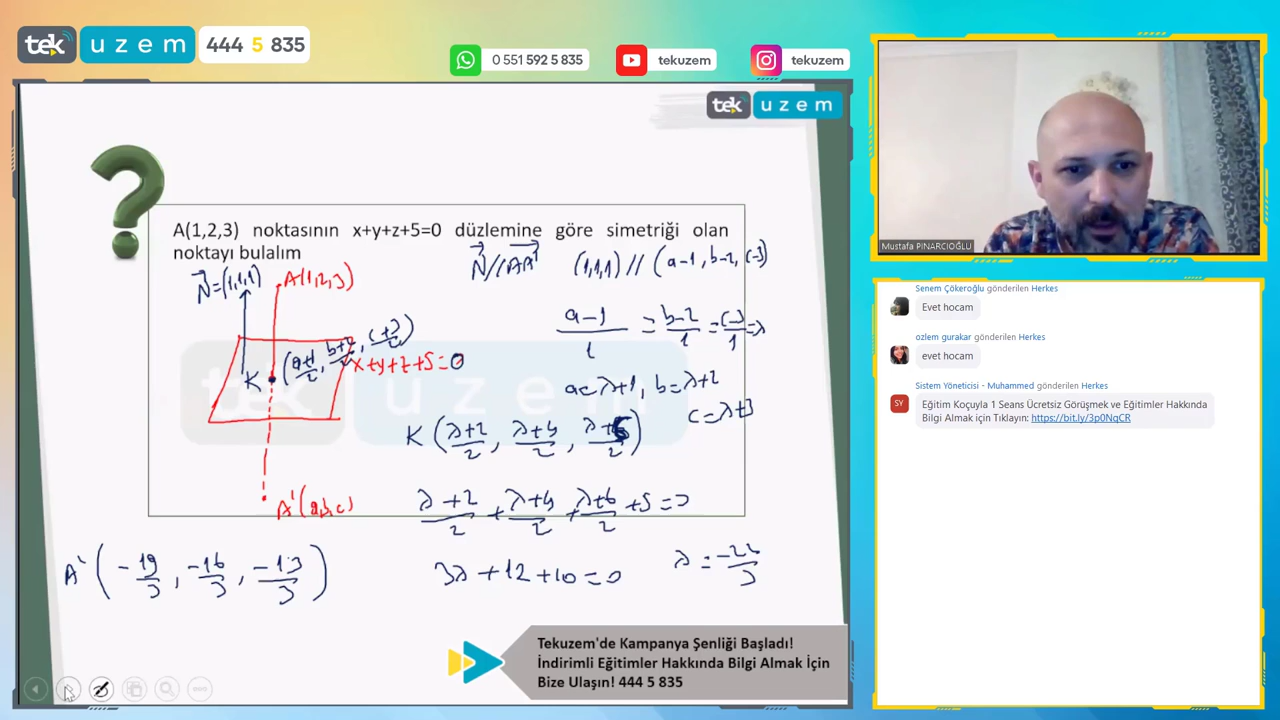 tek uzem 444 5 835
0 551 592 5 835 tekuzem tekuzem
tek uzem
A(1,2,3) noktasının x+y+z+5=0 düzlemine göre simetriği olan
noktayı bulalım
N=(1,1,1)
A(1,2,3)
N//AA' (1,1,1) // (a-1, b-2, c-3)
K (a+1/2, b+2/2, c+3/2)
x+y+z+5=0
a-1/1 = b-2/1 = c-3/1 = λ
a=λ+1, b=λ+2
c=λ+3
K (λ+2/2, λ+4/2, λ+6/2)
A'(a,b,c)
λ+2/2 + λ+4/2 + λ+6/2 + 5 = 0
3λ+12+10=0
λ = -22/3
A' (-19/3, -16/3, -13/3)
Tekuzem'de Kampanya Şenliği Başladı!
İndirimli Eğitimler Hakkında Bilgi Almak İçin
Bize Ulaşın! 444 5 835
Mustafa PINARCIOĞLU
Senem Çökeroğlu gönderilen Herkes
Evet hocam
ozlem gurakar gönderilen Herkes
evet hocam
Sistem Yöneticisi - Muhammed gönderilen Herkes
SY
Eğitim Koçuyla 1 Seans Ücretsiz Görüşmek ve Eğitimler Hakkında
Bilgi Almak için Tıklayın: https://bit.ly/3p0NqCR